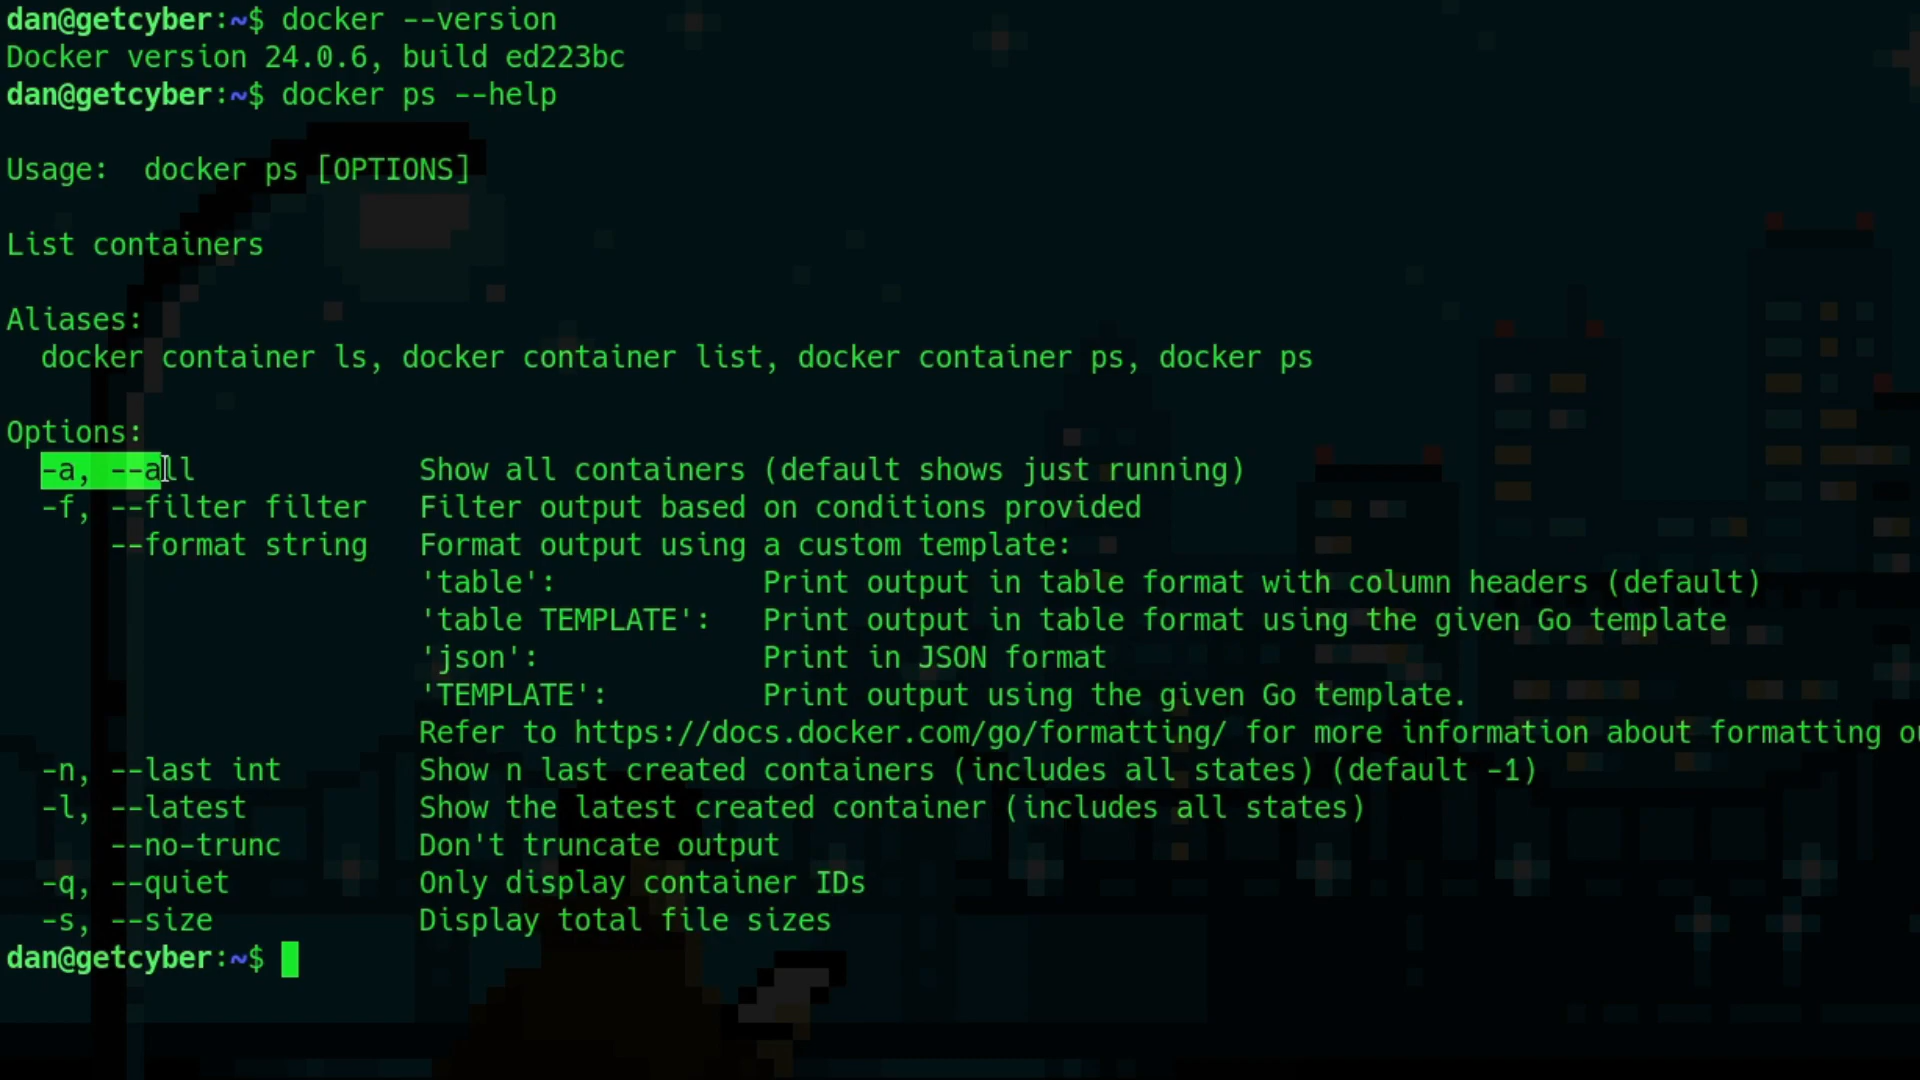 dan@getcyber:~$ docker --version
Docker version 24.0.6, build ed223bc
dan@getcyber:~$ docker ps --help
Usage:  docker ps [OPTIONS]
List containers
Aliases:
  docker container ls, docker container list, docker container ps, docker ps
Options:
  -a, --all             Show all containers (default shows just running)
  -f, --filter filter   Filter output based on conditions provided
      --format string   Format output using a custom template:
                        'table':            Print output in table format with column headers (default)
                        'table TEMPLATE':   Print output in table format using the given Go template
                        'json':             Print in JSON format
                        'TEMPLATE':         Print output using the given Go template.
                        Refer to https://docs.docker.com/go/formatting/ for more information about formatting
  -n, --last int        Show n last created containers (includes all states) (default -1)
  -l, --latest          Show the latest created container (includes all states)
      --no-trunc        Don't truncate output
  -q, --quiet           Only display container IDs
  -s, --size            Display total file sizes
dan@getcyber:~$